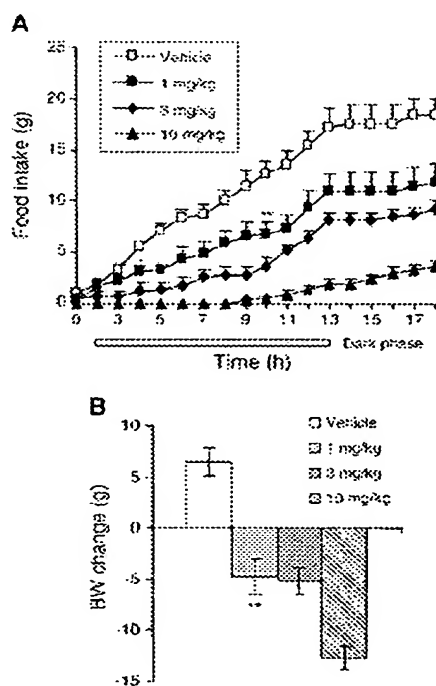 A
Vehicle
1 mg/kg
3 mg/kg
10 mg/kg
Food intake (g)
25
20
15
10
5
0
3 5 7 9 11 13 15 17
**
Dark phase
Time (h)
B
Vehicle
1 mg/kg
3 mg/kg
10 mg/kg
BW change (g)
10
5
0
-5
-10
-15
**